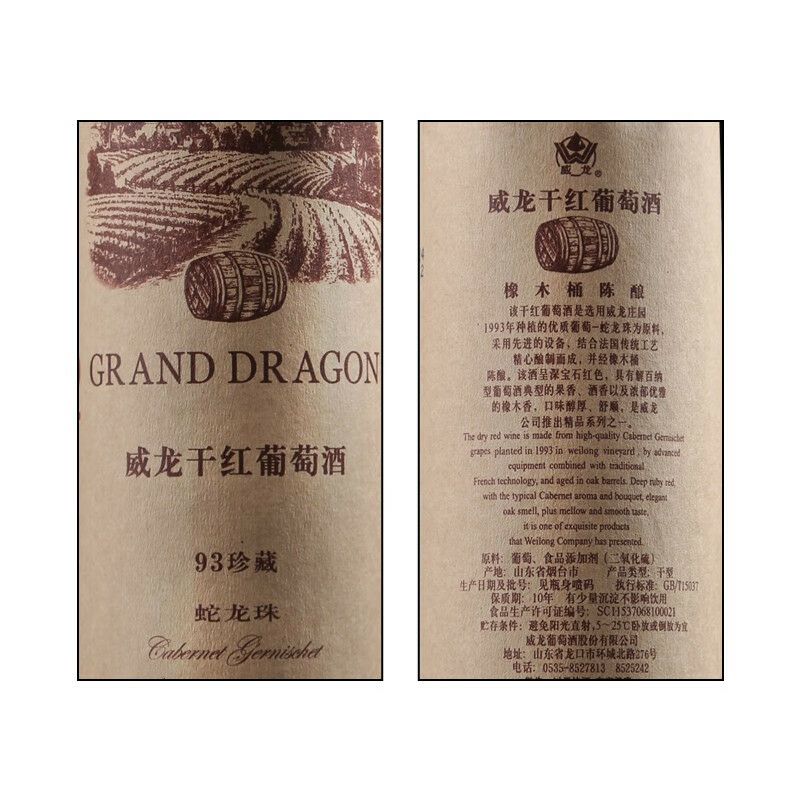 GRAND DRAGON
威龙干红葡萄酒
93珍藏
蛇龙珠
Cabernet Gernischet
威龙®
威龙干红葡萄酒
橡木桶陈酿
该干红葡萄酒是选用威龙庄园
1993年种植的优质葡萄-蛇龙珠为原料,
采用先进的设备,结合法国传统工艺
精心酿制而成,并经橡木桶
陈酿。该酒呈深宝石红色,具有解百纳
型葡萄酒典型的果香、酒香以及浓郁优雅
的橡木香,口味醇厚、舒顺,是威龙
公司推出精品系列之一。
The dry red wine is made from high-quality Cabernet Gernischet
grapes planted in 1993 in weilong vineyard , by advanced
equipment combined with traditional
French technology, and aged in oak barrels. Deep ruby red,
with the typical Cabernet aroma and bouquet, elegant
oak smell, plus mellow and smooth taste,
it is one of exquisite products
that Weilong Company has presented.
原料: 葡萄、食品添加剂(二氧化硫)
产地: 山东省烟台市 产品类型: 干型
生产日期及批号: 见瓶身喷码 执行标准: GB/T15037
保质期: 10年 有少量沉淀不影响饮用
食品生产许可证编号: SC11537068100021
贮存条件: 避免阳光直射,5~25℃卧放或倒放为宜
威龙葡萄酒股份有限公司
地址: 山东省龙口市环城北路276号
电话: 0535-8527813 8525242